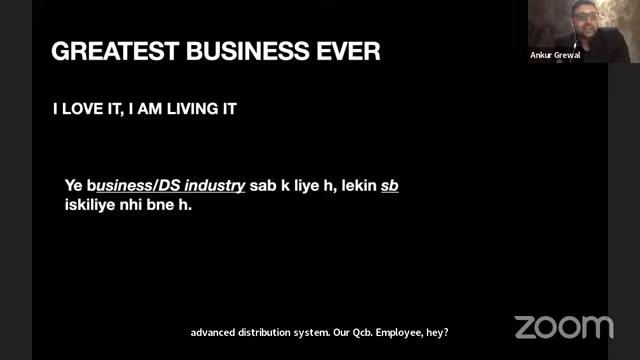 GREATEST BUSINESS EVER
Ankur Grewal
I LOVE IT, I AM LIVING IT
Ye business/DS industry sab k liye h, lekin sb
iskiliye nhi bne h.
advanced distribution system. Our Qcb. Employee, hey?
zoom